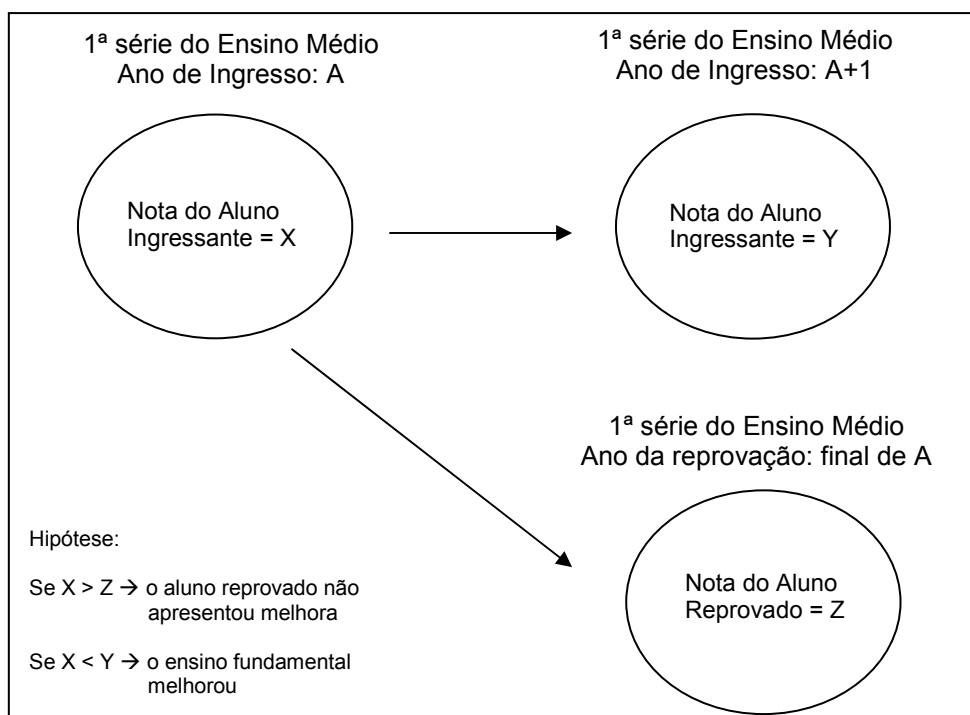 1ª série do Ensino Médio
Ano de Ingresso: A
1ª série do Ensino Médio
Ano de Ingresso: A+1
Nota do Aluno
Ingressante = X
Nota do Aluno
Ingressante = Y
1ª série do Ensino Médio
Ano da reprovação: final de A
Nota do Aluno
Reprovado = Z
Hipótese:
Se X > Z → o aluno reprovado não
apresentou melhora
Se X < Y → o ensino fundamental
melhorou